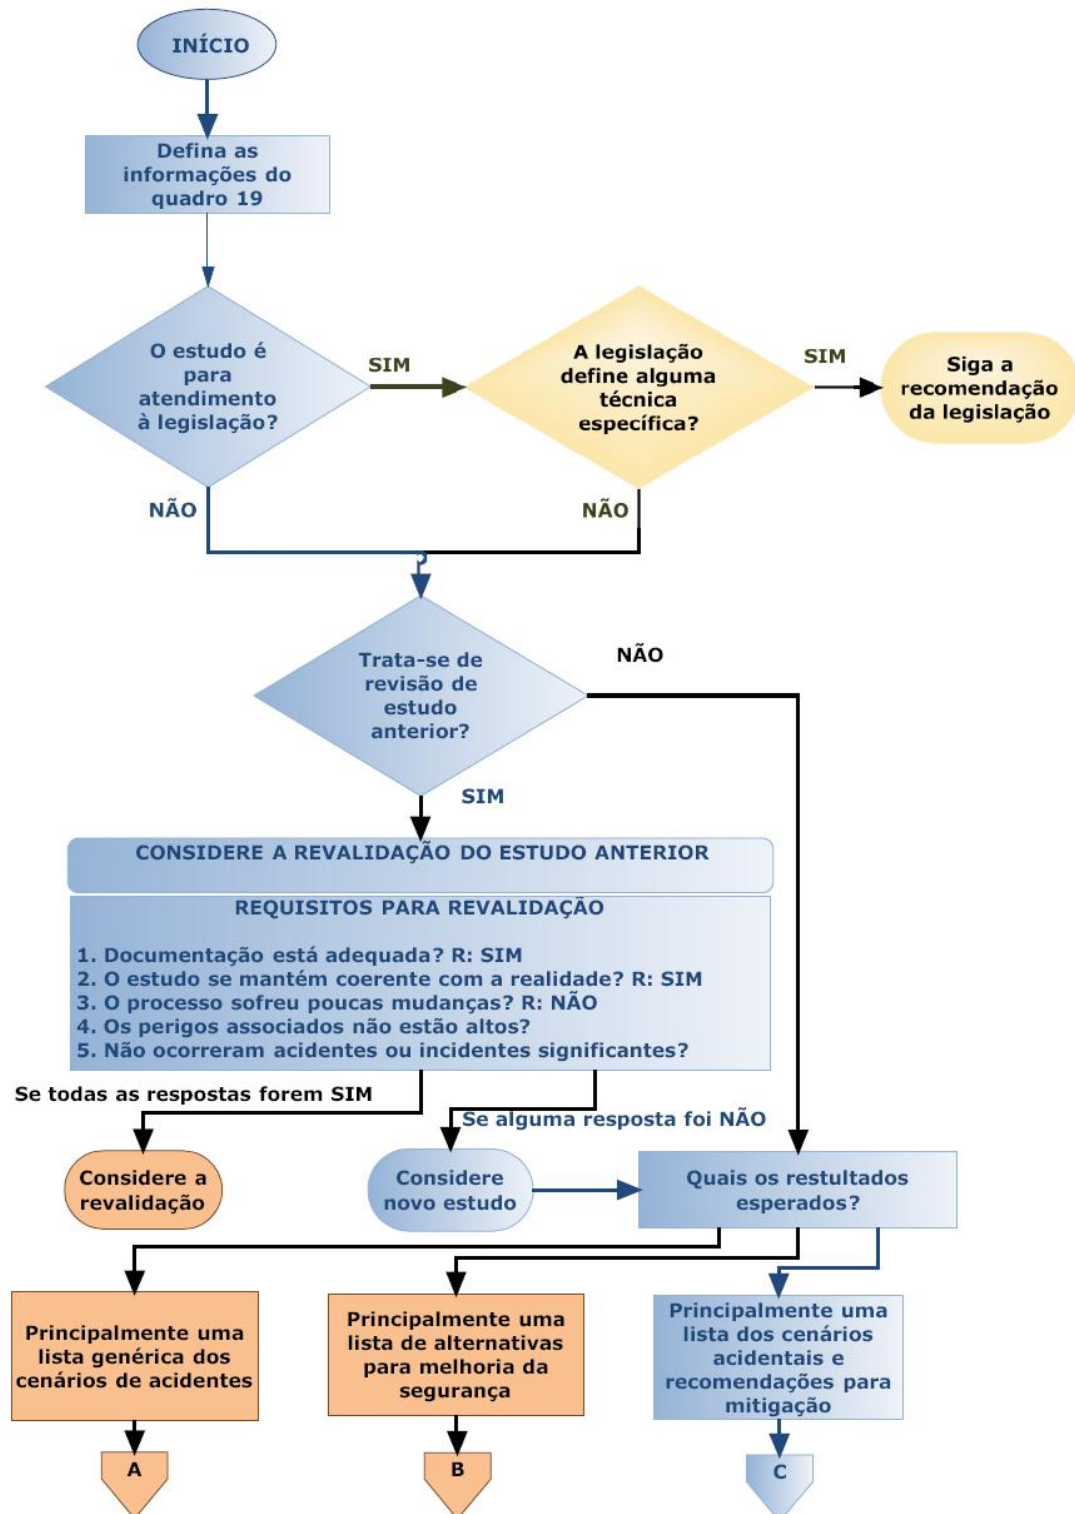 INÍCIO
Defina as
informações do
quadro 19
O estudo é
para
atendimento
à legislação?
SIM
A legislação
define alguma
técnica
específica?
SIM
Siga a
recomendação
da legislação
NÃO
NÃO
Trata-se de
revisão de
estudo
anterior?
NÃO
SIM
CONSIDERE A REVALIDAÇÃO DO ESTUDO ANTERIOR
REQUISITOS PARA REVALIDAÇÃO
1. Documentação está adequada? R: SIM
2. O estudo se mantém coerente com a realidade? R: SIM
3. O processo sofreu poucas mudanças? R: NÃO
4. Os perigos associados não estão altos?
5. Não ocorreram acidentes ou incidentes significantes?
Se todas as respostas forem SIM
Se alguma resposta foi NÃO
Considere a
revalidação
Considere
novo estudo
Quais os restultados
esperados?
Principalmente uma
lista genérica dos
cenários de acidentes
Principalmente uma
lista de alternativas
para melhoria da
segurança
Principalmente uma
lista dos cenários
acidentais e
recomendações para
mitigação
A
B
C